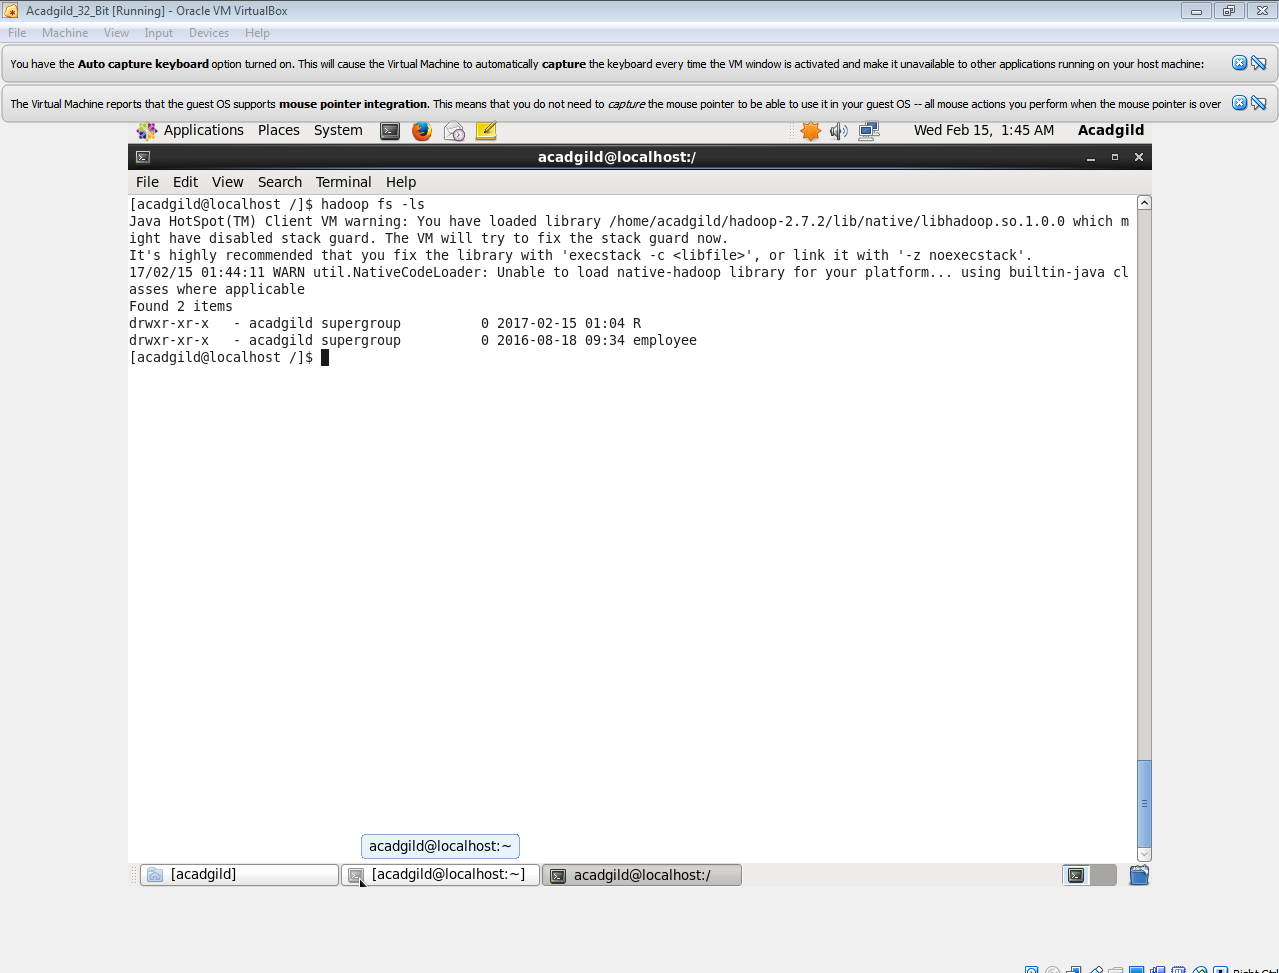 Acadgild_32_Bit [Running] - Oracle VM VirtualBox
File Machine View Input Devices Help
You have the Auto capture keyboard option turned on. This will cause the Virtual Machine to automatically capture the keyboard every time the VM window is activated and make it unavailable to other applications running on your host machine:
The Virtual Machine reports that the guest OS supports mouse pointer integration. This means that you do not need to capture the mouse pointer to be able to use it in your guest OS -- all mouse actions you perform when the mouse pointer is over
Applications Places System Wed Feb 15, 1:45 AM Acadgild
acadgild@localhost:/
File Edit View Search Terminal Help
[acadgild@localhost /]$ hadoop fs -ls
Java HotSpot(TM) Client VM warning: You have loaded library /home/acadgild/hadoop-2.7.2/lib/native/libhadoop.so.1.0.0 which m
ight have disabled stack guard. The VM will try to fix the stack guard now.
It's highly recommended that you fix the library with 'execstack -c <libfile>', or link it with '-z noexecstack'.
17/02/15 01:44:11 WARN util.NativeCodeLoader: Unable to load native-hadoop library for your platform... using builtin-java cl
asses where applicable
Found 2 items
drwxr-xr-x   - acadgild supergroup          0 2017-02-15 01:04 R
drwxr-xr-x   - acadgild supergroup          0 2016-08-18 09:34 employee
[acadgild@localhost /]$
acadgild@localhost:~
[acadgild] [acadgild@localhost:~] acadgild@localhost:/
Right Ctrl